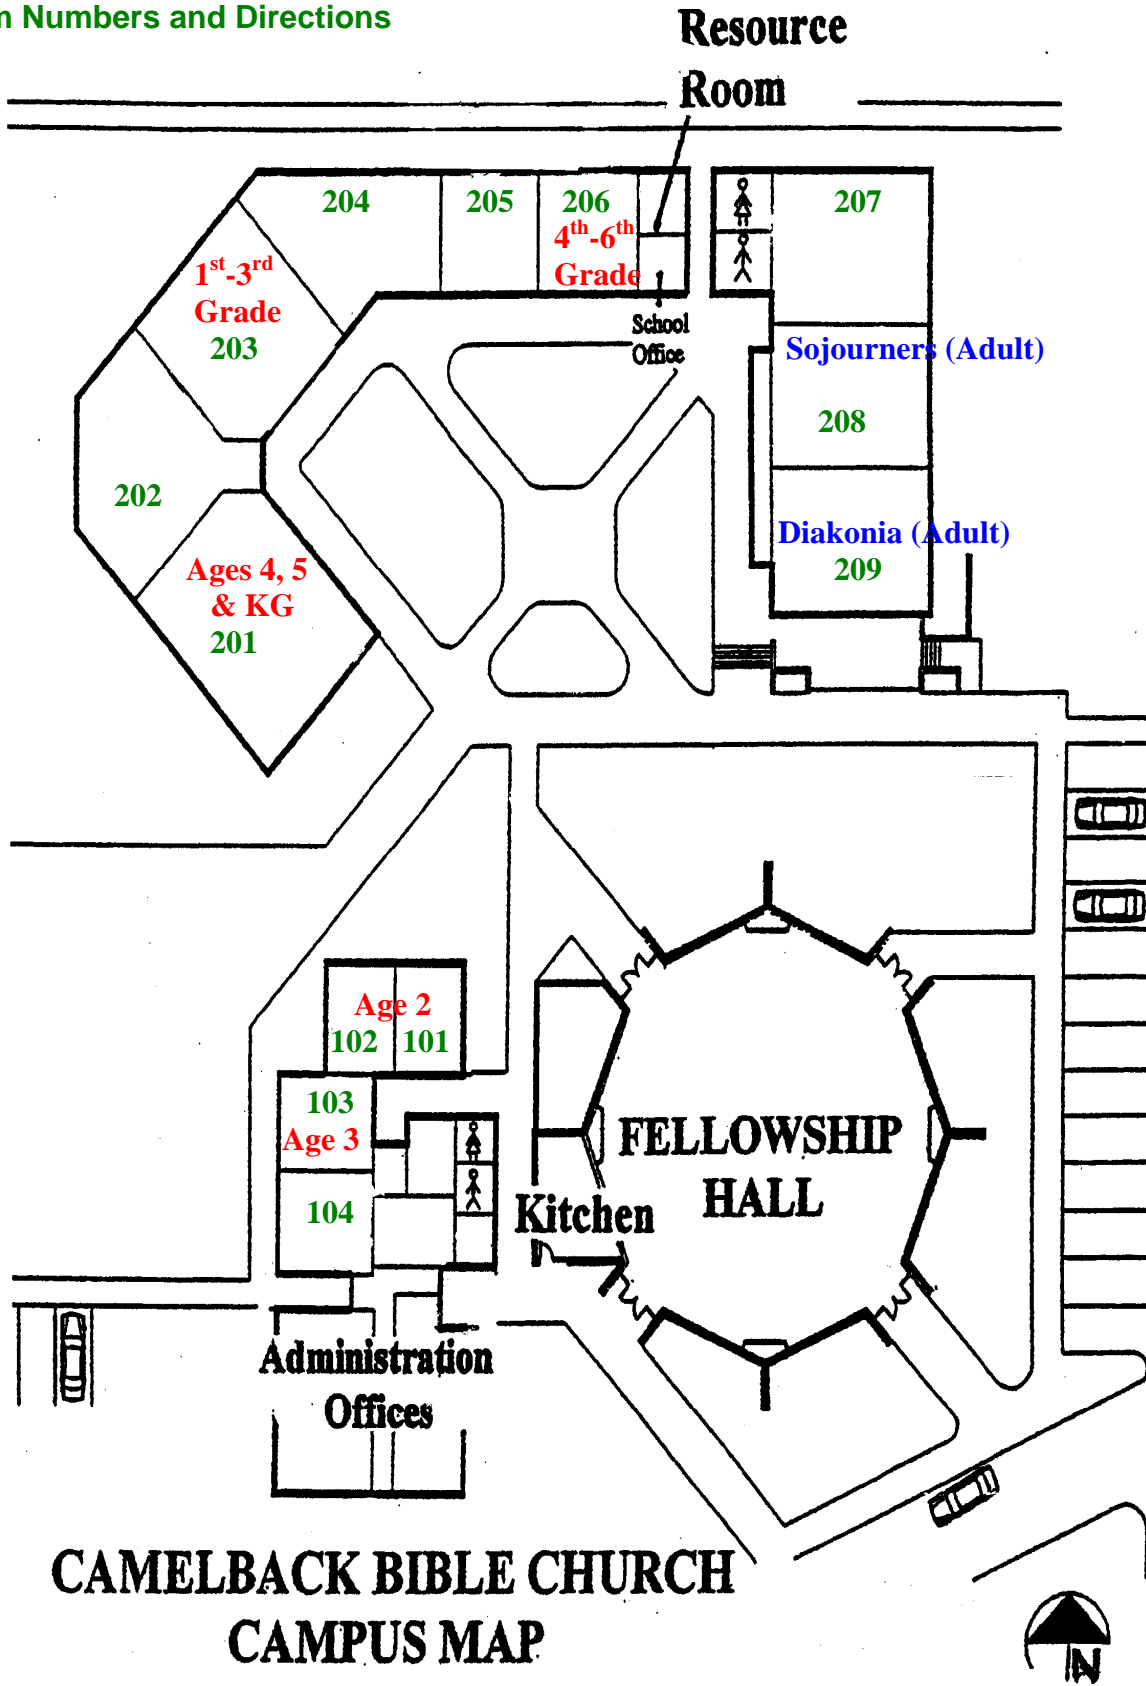 Numbers and Directions
Resource
Room
204
205
206
4th-6th
Grade
207
1st-3rd
Grade
203
School
Office
Sojourners (Adult)
208
202
Diakonia (Adult)
209
Ages 4, 5
& KG
201
Age 2
102
101
103
Age 3
104
FELLOWSHIP
HALL
Kitchen
Administration
Offices
CAMELBACK BIBLE CHURCH
CAMPUS MAP
N